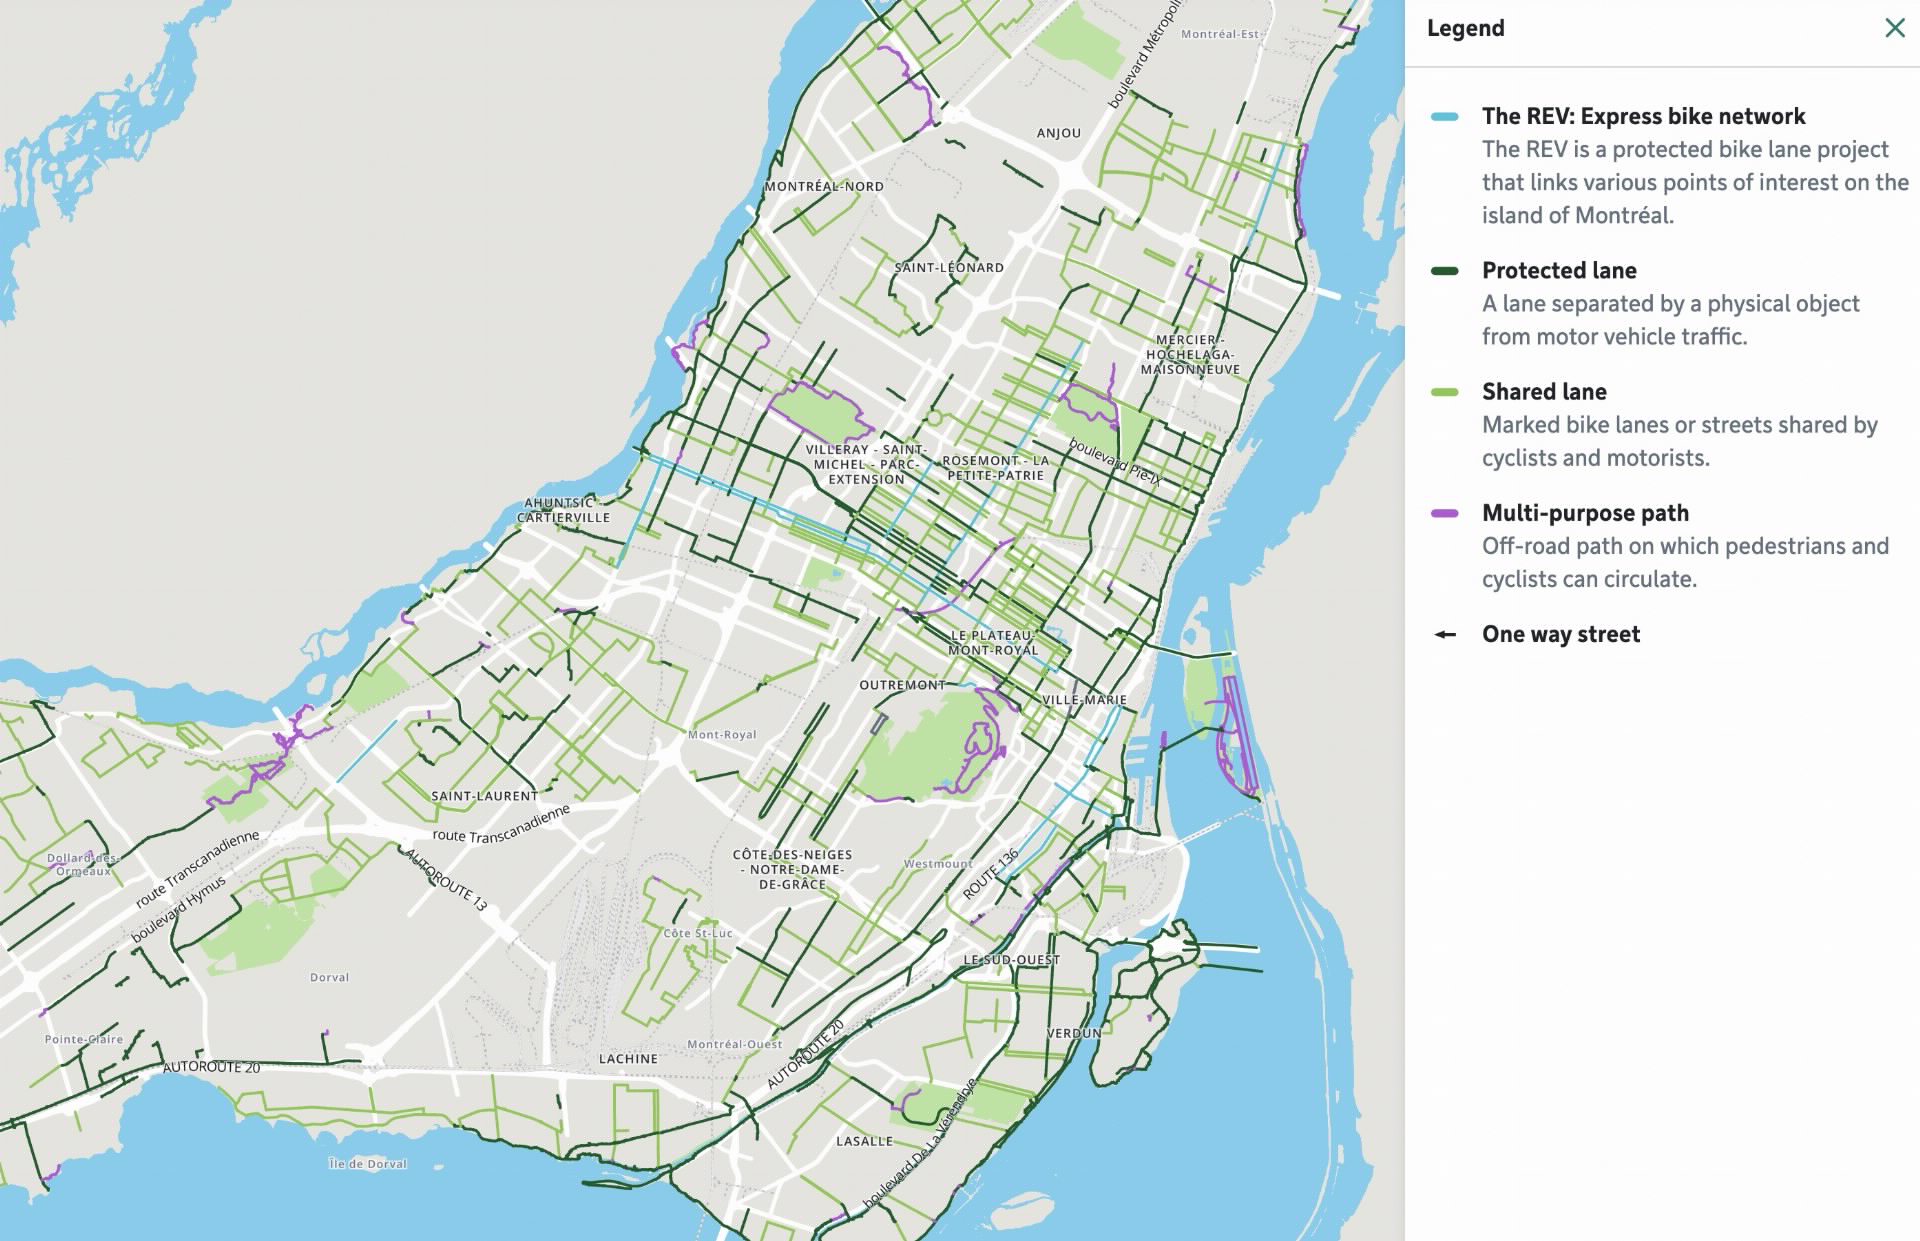 Montréal-Est
boulevard Métropoli
ANJOU
MONTRÉAL-NORD
SAINT-LÉONARD
MERCIER -
HOCHELAGA-
MAISONNEUVE
boulevard Pie-IX
VILLERAY - SAINT-
MICHEL - PARC-
EXTENSION
ROSEMONT - LA
PETITE-PATRIE
AHUNTSIC -
CARTIERVILLE
LE PLATEAU-
MONT-ROYAL
OUTREMONT
VILLE-MARIE
Mont-Royal
SAINT-LAURENT
route Transcanadienne
route Transcanadienne
AUTOROUTE 13
boulevard Hymus
Dollard-des-
Ormeaux
CÔTE-DES-NEIGES
- NOTRE-DAME-
DE-GRÂCE
Westmount
ROUTE 136
Côte St-Luc
LE SUD-OUEST
Dorval
VERDUN
Pointe-Claire
Montréal-Ouest
LACHINE
AUTOROUTE 20
AUTOROUTE 20
LASALLE
boulevard De La Vérendrye
Île de Dorval
Legend
The REV: Express bike network
The REV is a protected bike lane project
that links various points of interest on the
island of Montréal.
Protected lane
A lane separated by a physical object
from motor vehicle traffic.
Shared lane
Marked bike lanes or streets shared by
cyclists and motorists.
Multi-purpose path
Off-road path on which pedestrians and
cyclists can circulate.
One way street